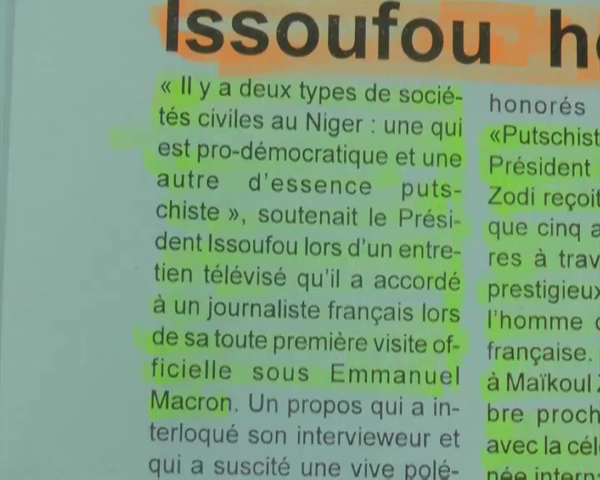 Issoufou
« Il y a deux types de socié-
tés civiles au Niger : une qui
est pro-démocratique et une
autre d'essence puts-
chiste », soutenait le Prési-
dent Issoufou lors d'un entre-
tien télévisé qu'il a accordé
à un journaliste français lors
de sa toute première visite of-
ficielle sous Emmanuel
Macron. Un propos qui a in-
terloqué son intervieweur et
qui a suscité une vive polé-
honorés
«Putschist
Président
Zodi reçoit
que cinq a
res à trav
prestigieux
l'homme
française.
à Maïkoul
bre proch
avec la cél
née intern